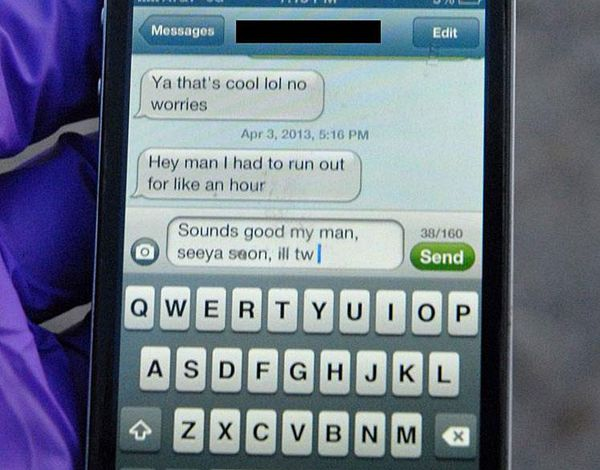 Messages
Edit
Ya that's cool lol no
worries
Apr 3, 2013, 5:16 PM
Hey man I had to run out
for like an hour
Sounds good my man,
seeya soon, ill tw
38/160
Send
Q W E R T Y U I O P
A S D F G H J K L
Z X C V B N M